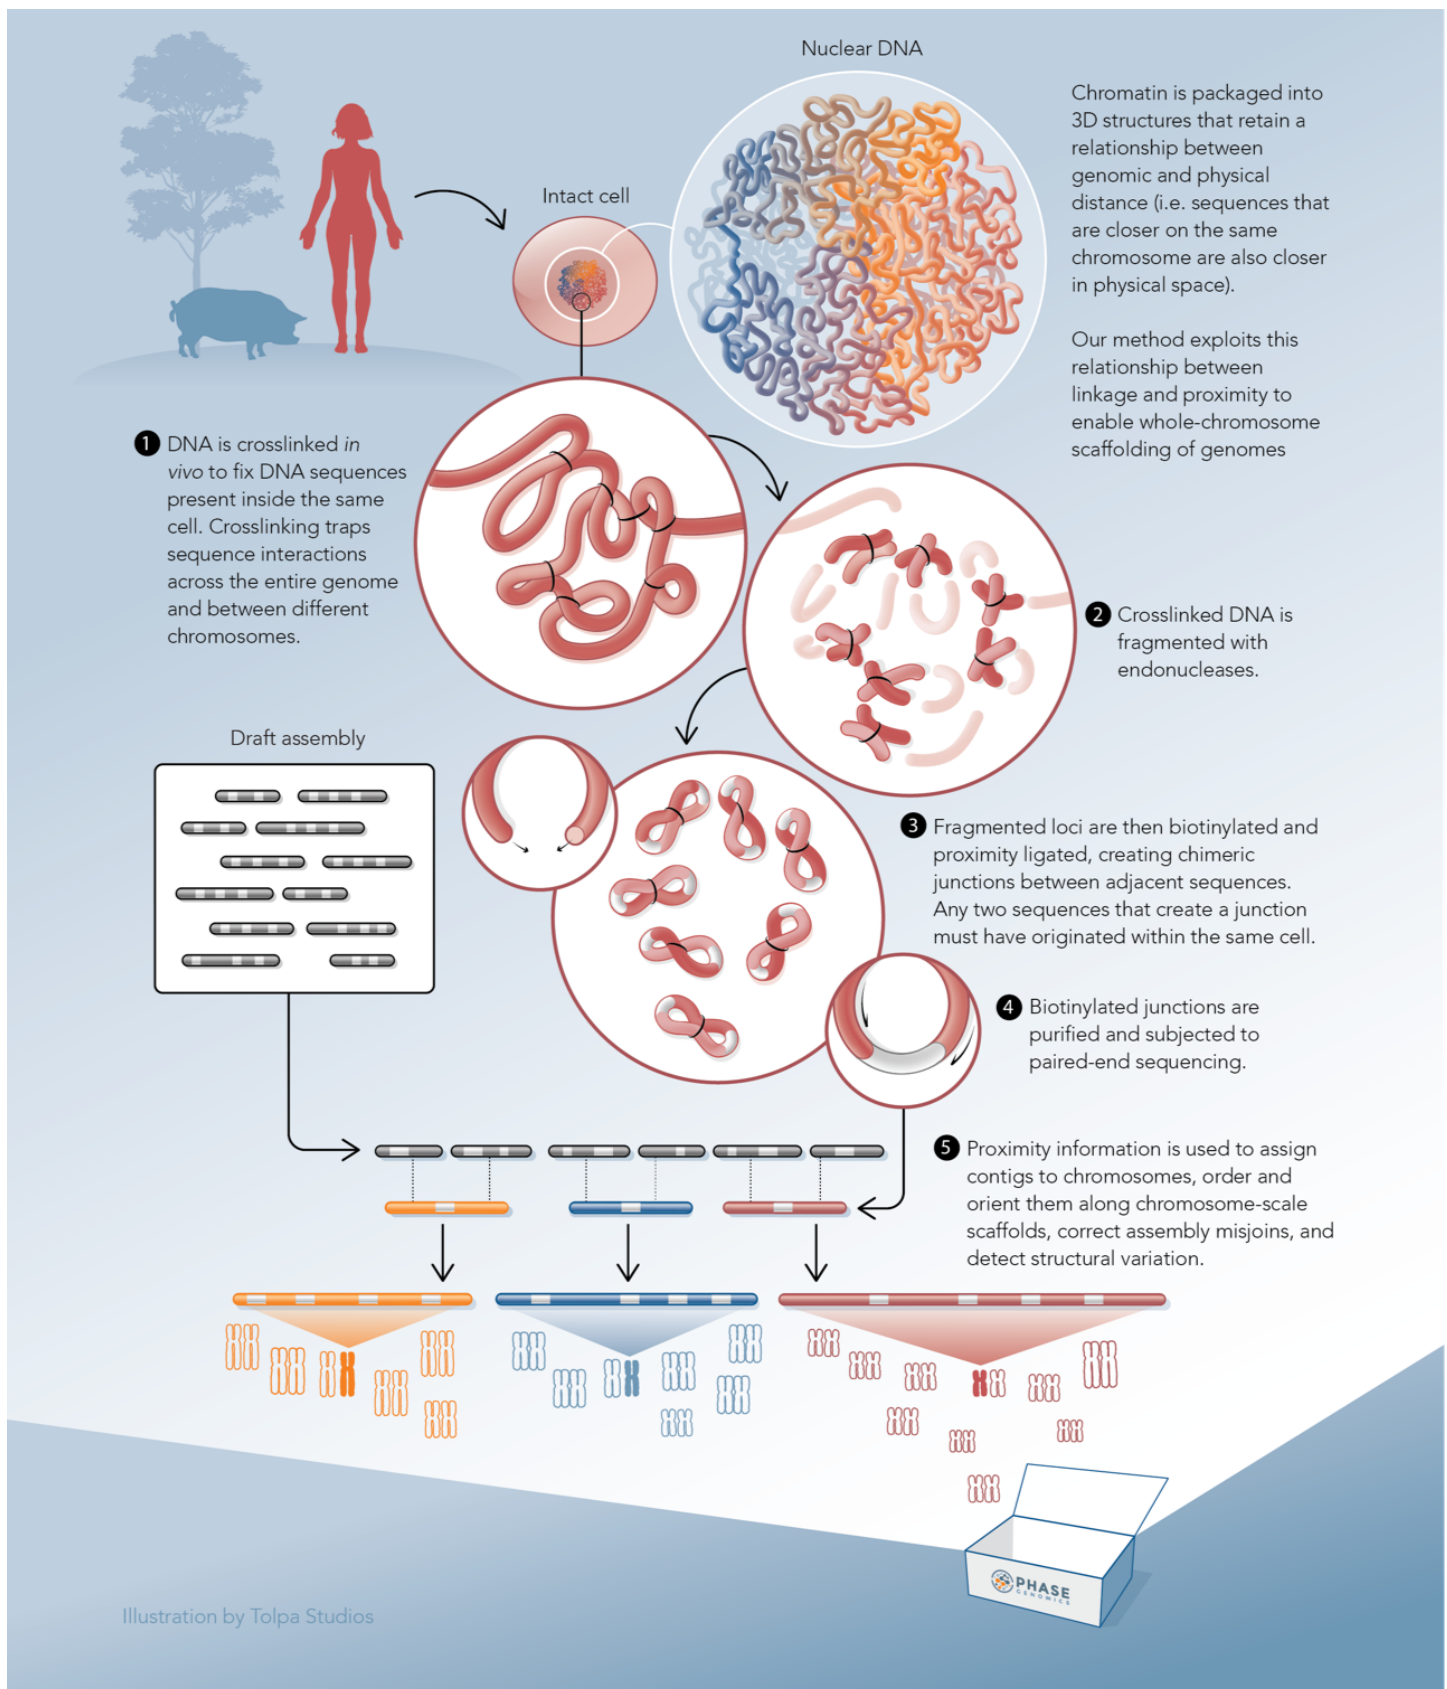 Nuclear DNA
Chromatin is packaged into
3D structures that retain a
relationship between
genomic and physical
distance (i.e. sequences that
are closer on the same
chromosome are also closer
in physical space).
Our method exploits this
relationship between
linkage and proximity to
enable whole-chromosome
scaffolding of genomes
Intact cell
1 DNA is crosslinked in
vivo to fix DNA sequences
present inside the same
cell. Crosslinking traps
sequence interactions
across the entire genome
and between different
chromosomes.
2 Crosslinked DNA is
fragmented with
endonucleases.
Draft assembly
3 Fragmented loci are then biotinylated and
proximity ligated, creating chimeric
junctions between adjacent sequences.
Any two sequences that create a junction
must have originated within the same cell.
4 Biotinylated junctions are
purified and subjected to
paired-end sequencing.
5 Proximity information is used to assign
contigs to chromosomes, order and
orient them along chromosome-scale
scaffolds, correct assembly misjoins, and
detect structural variation.
PHASE
GENOMICS
Illustration by Tolpa Studios